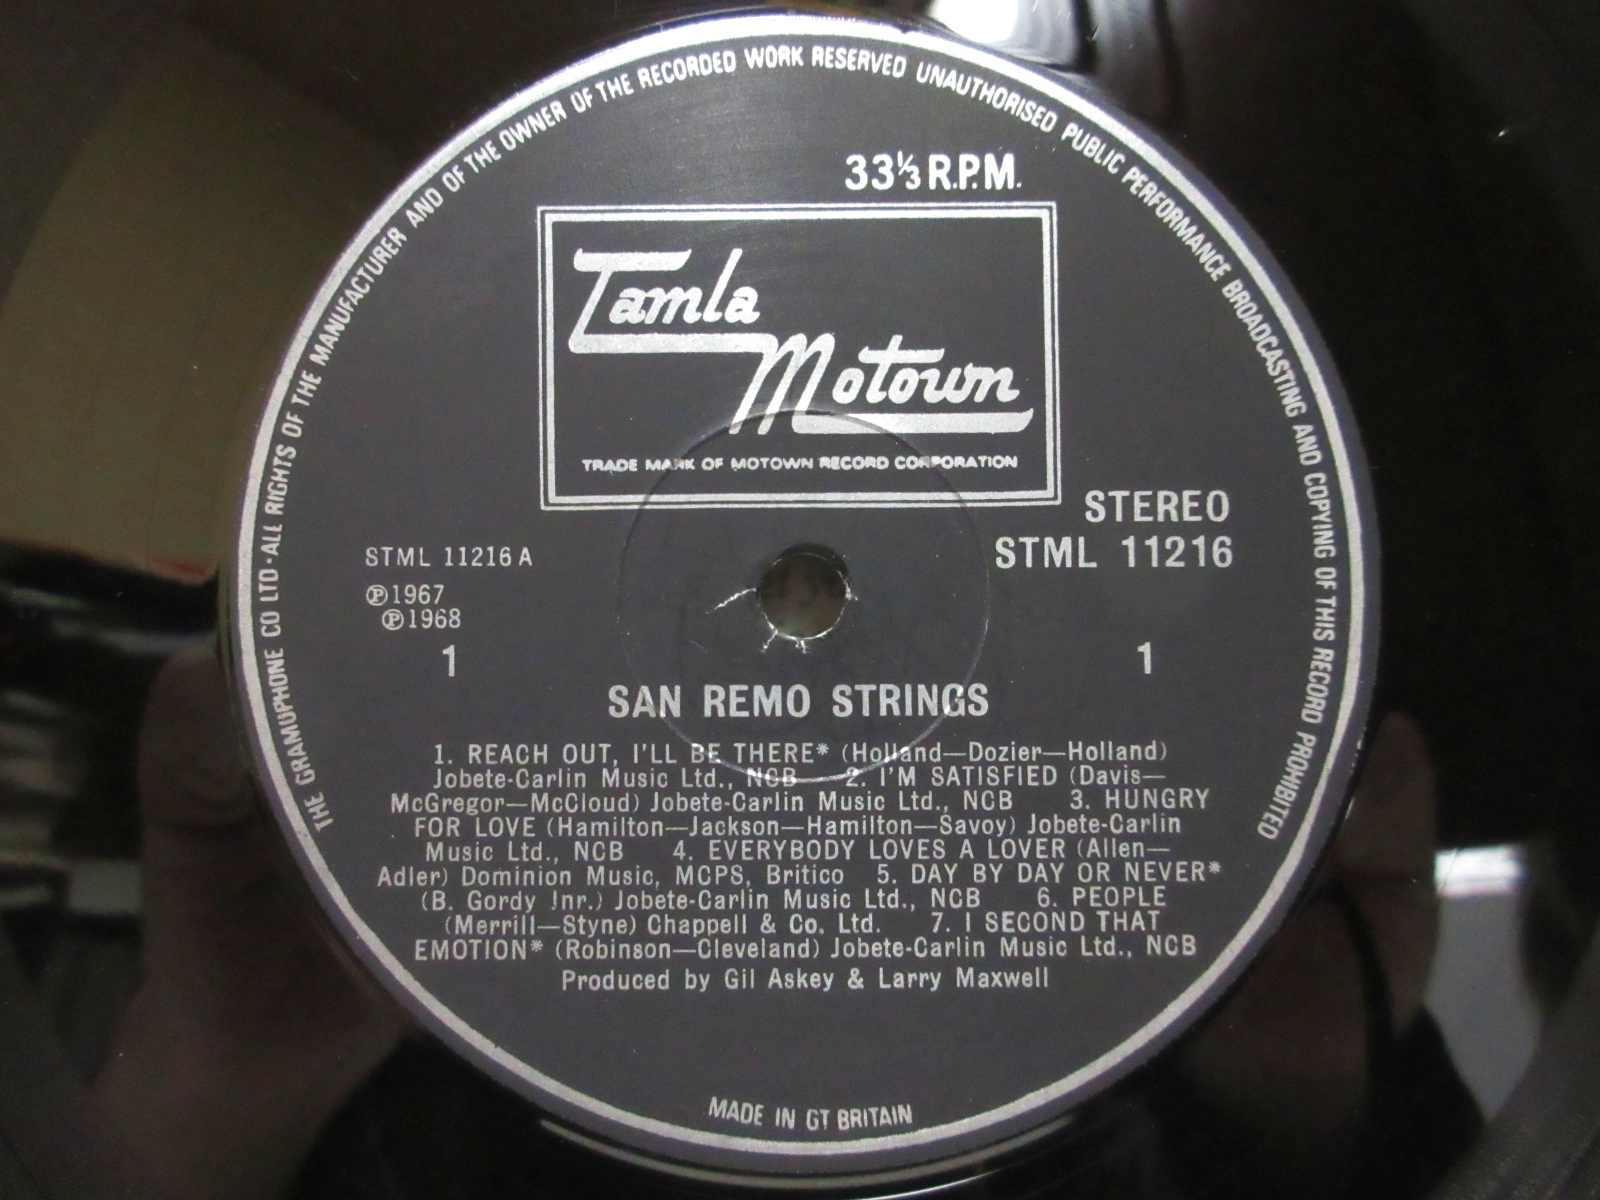 THE GRAMOPHONE CO LTD·ALL RIGHTS OF THE MANUFACTURER AND OF THE OWNER OF THE RECORDED WORK RESERVED UNAUTHORISED PUBLIC PERFORMANCE BROADCASTING AND COPYING OF THIS RECORD PROHIBITED
33⅓ R.P.M.
Tamla
Motown
TRADE MARK OF MOTOWN RECORD CORPORATION
STEREO
STML 11216 A
STML 11216
Ⓟ1967
Ⓟ1968
1
1
SAN REMO STRINGS
1. REACH OUT, I'LL BE THERE* (Holland—Dozier—Holland)
Jobete-Carlin Music Ltd., NCB 2. I'M SATISFIED (Davis—
McGregor—McCloud) Jobete-Carlin Music Ltd., NCB 3. HUNGRY
FOR LOVE (Hamilton—Jackson—Hamilton—Savoy) Jobete-Carlin
Music Ltd., NCB 4. EVERYBODY LOVES A LOVER (Allen—
Adler) Dominion Music, MCPS, Britico 5. DAY BY DAY OR NEVER*
(B. Gordy Jnr.) Jobete-Carlin Music Ltd., NCB 6. PEOPLE
(Merrill—Styne) Chappell & Co. Ltd. 7. I SECOND THAT
EMOTION* (Robinson—Cleveland) Jobete-Carlin Music Ltd., NCB
Produced by Gil Askey & Larry Maxwell
MADE IN GT BRITAIN